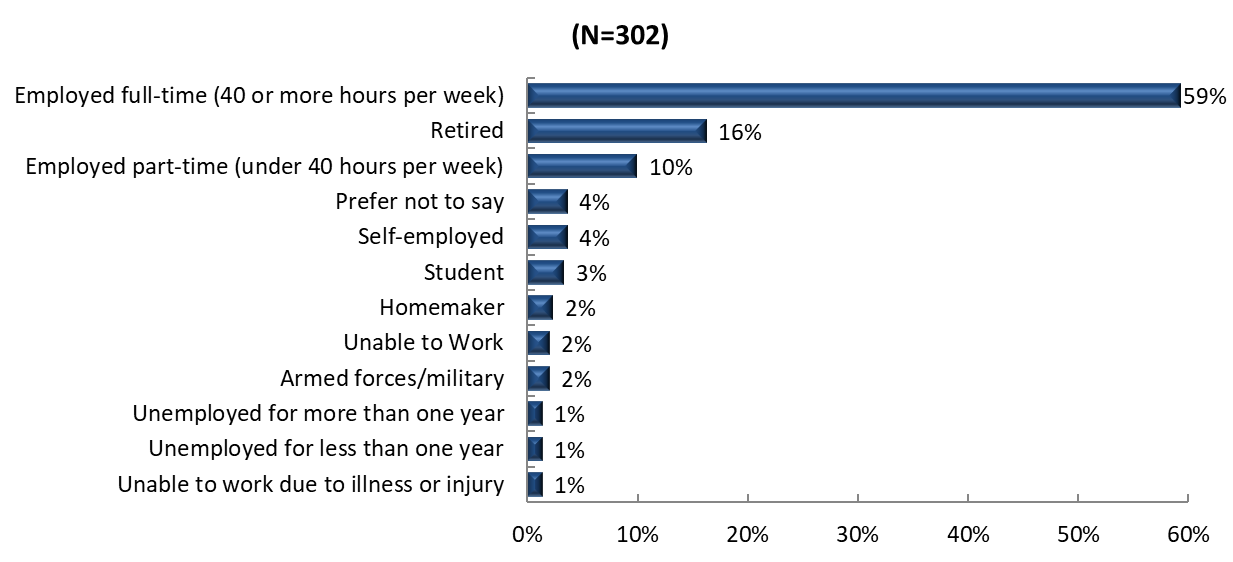 (N=302)
Employed full-time (40 or more hours per week) 59%
Retired 16%
Employed part-time (under 40 hours per week) 10%
Prefer not to say 4%
Self-employed 4%
Student 3%
Homemaker 2%
Unable to Work 2%
Armed forces/military 2%
Unemployed for more than one year 1%
Unemployed for less than one year 1%
Unable to work due to illness or injury 1%
0% 10% 20% 30% 40% 50% 60%